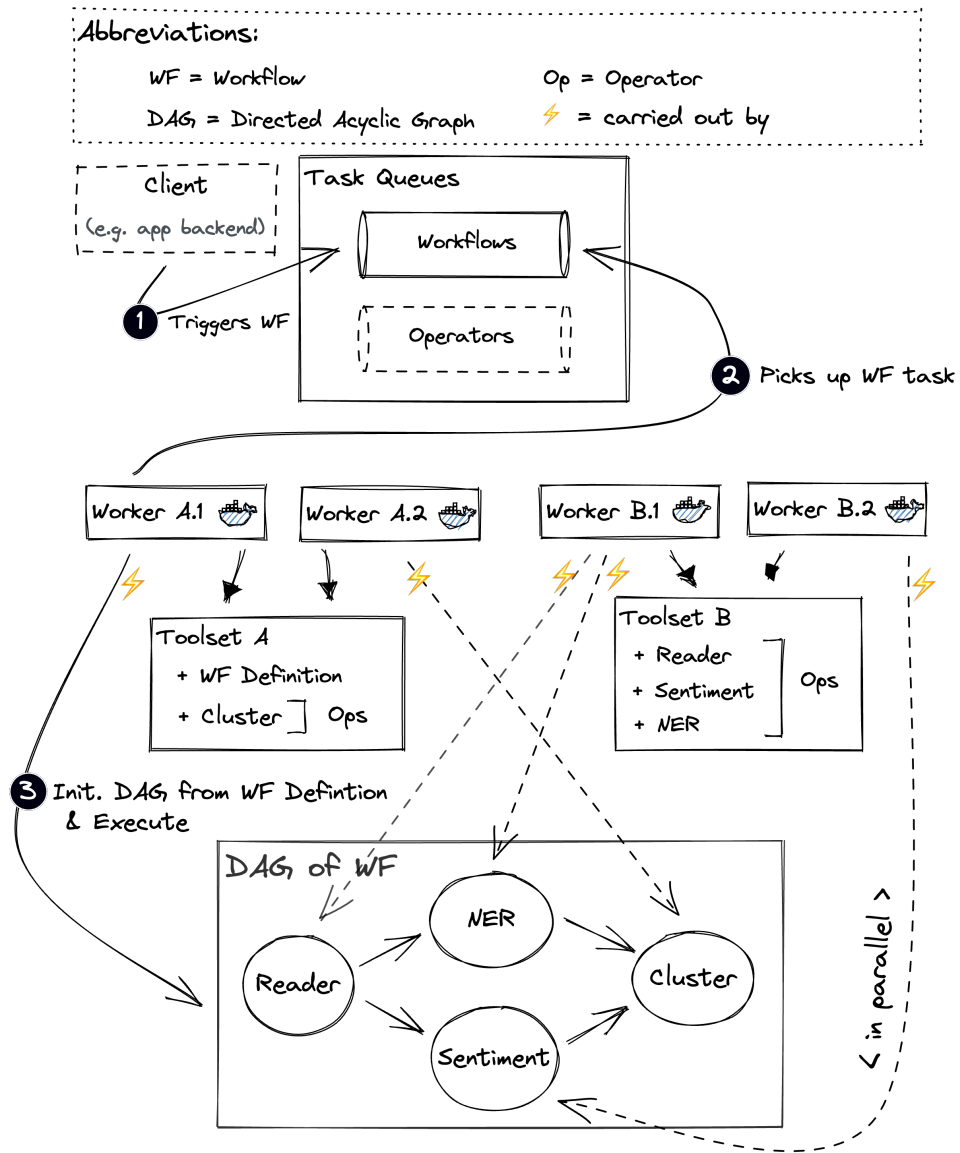 Abbreviations:
WF = Workflow
Op = Operator
DAG = Directed Acyclic Graph
⚡ = carried out by
Client
(e.g. app backend)
Task Queues
Workflows
Operators
1 Triggers WF
2 Picks up WF task
Worker A.1
Worker A.2
Worker B.1
Worker B.2
Toolset A
+ WF Definition
+ Cluster
Ops
Toolset B
+ Reader
+ Sentiment
+ NER
Ops
3 Init. DAG from WF Defintion
& Execute
DAG of WF
NER
Reader
Cluster
Sentiment
< in parallel >